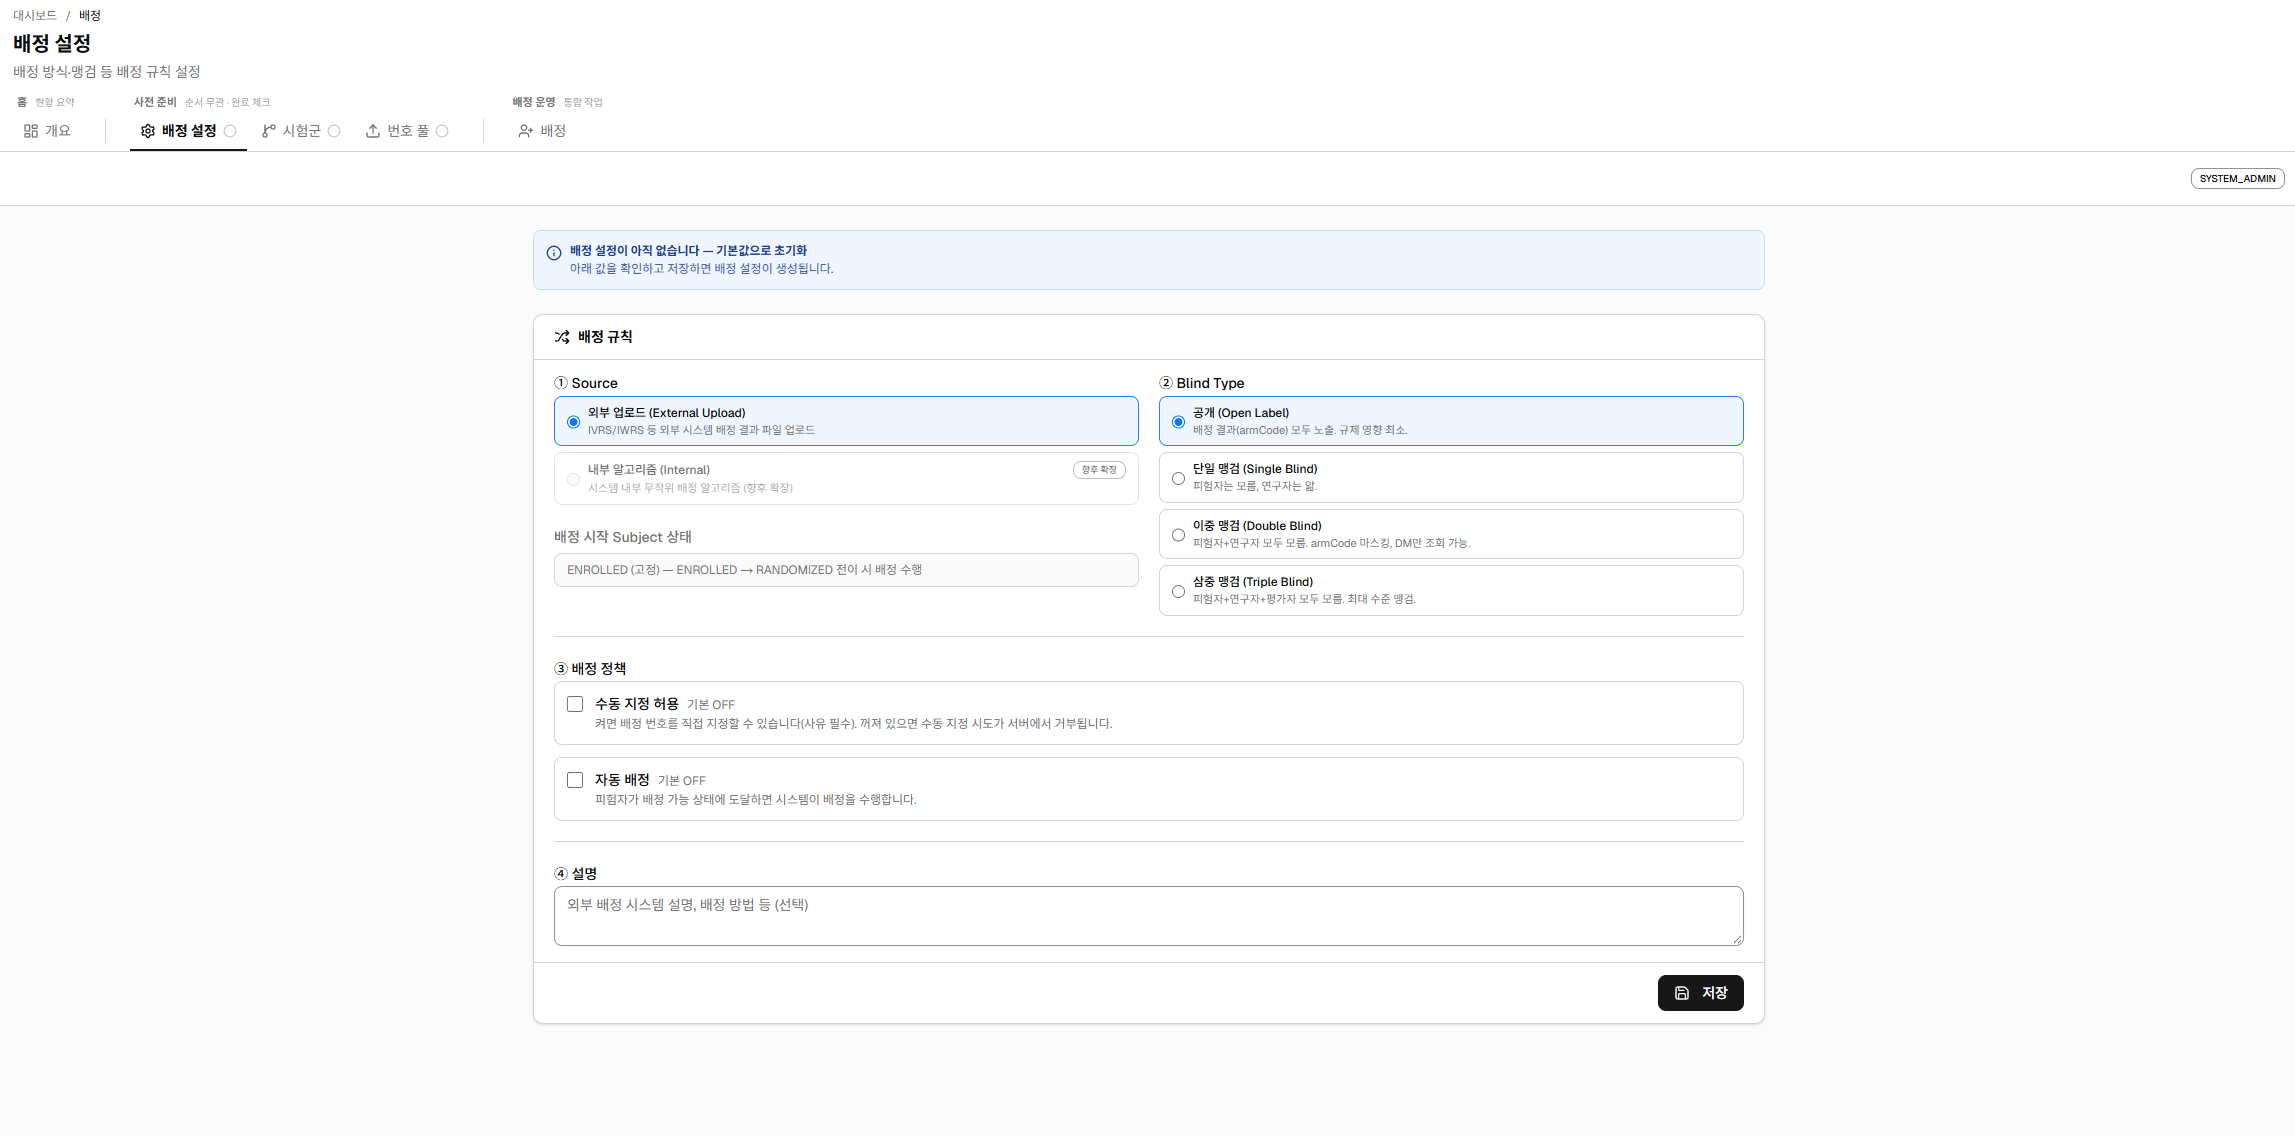 대시보드 / 배정
배정 설정
배정 방식·맹검 등 배정 규칙 설정
홈 현황 요약
사전 준비 순서 무관·완료 체크
배정 운영 통합 작업
개요
배정 설정
시험군
번호 풀
배정
SYSTEM_ADMIN
배정 설정이 아직 없습니다 — 기본값으로 초기화
아래 값을 확인하고 저장하면 배정 설정이 생성됩니다.
배정 규칙
① Source
외부 업로드 (External Upload)
IVRS/IWRS 등 외부 시스템 배정 결과 파일 업로드
내부 알고리즘 (Internal)
향후 확장
시스템 내부 무작위 배정 알고리즘 (향후 확장)
배정 시작 Subject 상태
ENROLLED (고정) — ENROLLED → RANDOMIZED 전이 시 배정 수행
② Blind Type
공개 (Open Label)
배정 결과(armCode) 모두 노출. 규제 영향 최소.
단일 맹검 (Single Blind)
피험자는 모름, 연구자는 앎.
이중 맹검 (Double Blind)
피험자+연구자 모두 모름. armCode 마스킹, DM만 조회 가능.
삼중 맹검 (Triple Blind)
피험자+연구자+평가자 모두 모름. 최대 수준 맹검.
③ 배정 정책
수동 지정 허용 기본 OFF
켜면 배정 번호를 직접 지정할 수 있습니다(사유 필수). 꺼져 있으면 수동 지정 시도가 서버에서 거부됩니다.
자동 배정 기본 OFF
피험자가 배정 가능 상태에 도달하면 시스템이 배정을 수행합니다.
④ 설명
외부 배정 시스템 설명, 배정 방법 등 (선택)
저장